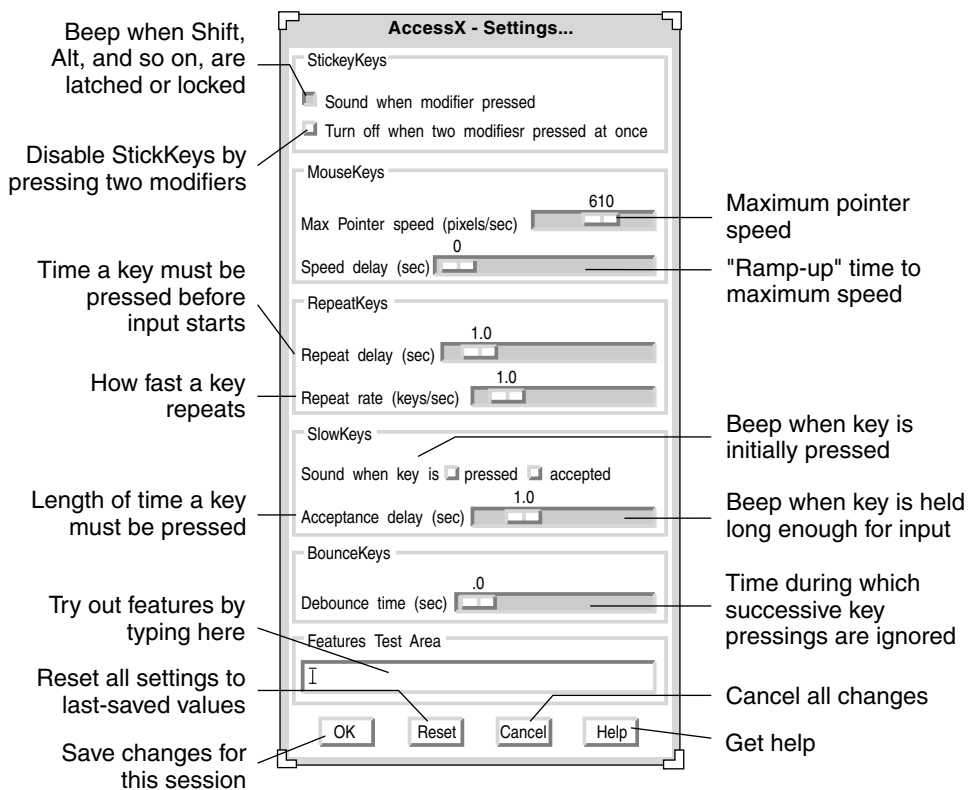 AccessX - Settings...
Beep when Shift,
Alt, and so on, are
latched or locked
StickeyKeys
Sound when modifier pressed
Turn off when two modifiesr pressed at once
Disable StickKeys by
pressing two modifiers
MouseKeys
610
Max Pointer speed (pixels/sec)
Maximum pointer
speed
0
Speed delay (sec)
"Ramp-up" time to
maximum speed
Time a key must be
pressed before
input starts
RepeatKeys
1.0
Repeat delay (sec)
How fast a key
repeats
1.0
Repeat rate (keys/sec)
SlowKeys
Beep when key is
initially pressed
Sound when key is pressed accepted
Length of time a key
must be pressed
1.0
Acceptance delay (sec)
Beep when key is held
long enough for input
BounceKeys
.0
Debounce time (sec)
Time during which
successive key
pressings are ignored
Try out features by
typing here
Features Test Area
Reset all settings to
last-saved values
Cancel all changes
OK
Reset
Cancel
Help
Save changes for
this session
Get help